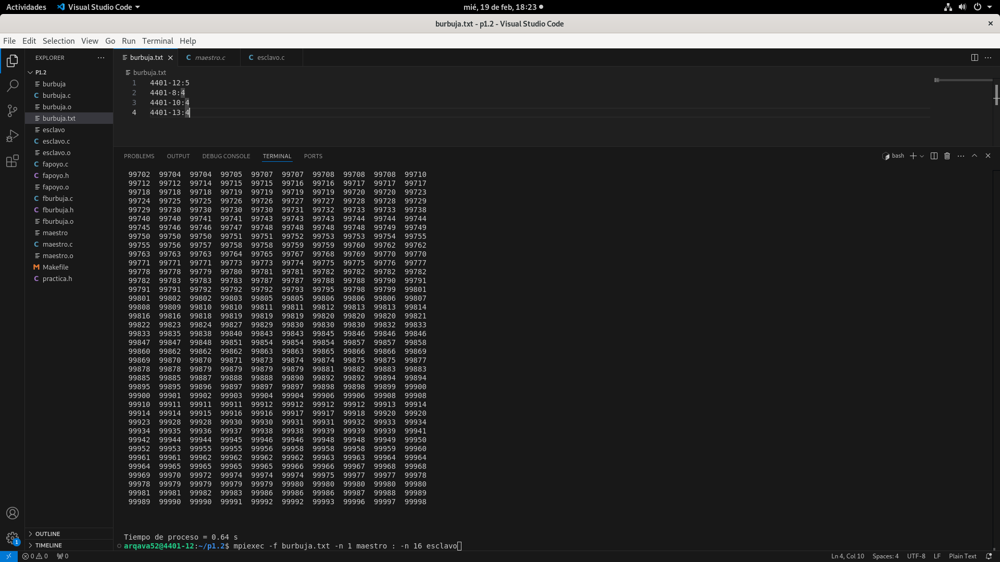 Actividades Visual Studio Code mié, 19 de feb, 18:23
burbuja.txt - p1.2 - Visual Studio Code
File Edit Selection View Go Run Terminal Help
EXPLORER
P1.2
burbuja
C burbuja.c
burbuja.o
burbuja.txt
esclavo
C esclavo.c
esclavo.o
C fapoyo.c
C fapoyo.h
fapoyo.o
C fburbuja.c
C fburbuja.h
fburbuja.o
maestro
C maestro.c
maestro.o
M Makefile
C practica.h
OUTLINE
TIMELINE
1
burbuja.txt C maestro.c C esclavo.c
burbuja.txt
1 4401-12:5
2 4401-8:4
3 4401-10:4
4 4401-13:4
PROBLEMS OUTPUT DEBUG CONSOLE TERMINAL PORTS bash
99702 99704 99704 99705 99707 99707 99708 99708 99708 99710
99712 99712 99714 99715 99715 99716 99716 99717 99717 99717
99718 99718 99718 99719 99719 99719 99719 99720 99720 99723
99724 99725 99725 99726 99726 99727 99727 99728 99728 99729
99729 99730 99730 99730 99730 99731 99732 99733 99733 99738
99740 99740 99741 99741 99743 99743 99743 99744 99744 99744
99745 99746 99746 99747 99748 99748 99748 99748 99749 99749
99750 99750 99750 99751 99751 99752 99753 99753 99754 99755
99755 99756 99757 99758 99758 99759 99759 99760 99762 99762
99763 99763 99763 99764 99765 99767 99768 99769 99770 99770
99771 99771 99771 99773 99773 99774 99775 99775 99776 99777
99778 99778 99779 99780 99781 99781 99782 99782 99782 99782
99782 99783 99783 99783 99787 99787 99788 99788 99790 99791
99791 99791 99792 99792 99792 99793 99795 99798 99799 99801
99801 99802 99802 99803 99805 99805 99806 99806 99806 99807
99808 99809 99810 99810 99811 99811 99812 99813 99813 99814
99816 99816 99818 99819 99819 99819 99820 99820 99820 99821
99822 99823 99824 99827 99829 99830 99830 99830 99832 99833
99833 99835 99838 99840 99843 99843 99845 99846 99846 99846
99847 99847 99848 99851 99854 99854 99854 99857 99857 99858
99860 99862 99862 99862 99863 99863 99865 99866 99866 99869
99869 99870 99870 99871 99873 99874 99874 99875 99875 99877
99878 99878 99879 99879 99879 99879 99881 99882 99883 99883
99885 99885 99887 99888 99888 99890 99892 99892 99894 99894
99895 99895 99896 99897 99897 99897 99898 99898 99899 99900
99900 99901 99902 99903 99904 99904 99906 99906 99908 99908
99910 99911 99911 99911 99912 99912 99912 99912 99913 99914
99914 99914 99915 99916 99916 99917 99917 99918 99920 99920
99923 99928 99928 99930 99930 99931 99931 99932 99933 99934
99934 99935 99936 99937 99938 99938 99939 99939 99939 99941
99942 99944 99944 99945 99946 99946 99948 99948 99949 99950
99952 99953 99955 99955 99956 99958 99958 99958 99959 99960
99961 99961 99962 99962 99962 99962 99963 99963 99964 99964
99964 99965 99965 99965 99965 99966 99966 99967 99968 99968
99969 99970 99972 99974 99974 99974 99975 99977 99977 99978
99978 99979 99979 99979 99979 99980 99980 99980 99980 99980
99981 99981 99982 99983 99986 99986 99986 99987 99988 99989
99989 99990 99990 99991 99992 99992 99993 99996 99997 99998
Tiempo de proceso = 0.64 s
arqava52@4401-12:~/p1.2$ mpiexec -f burbuja.txt -n 1 maestro : -n 16 esclavo
0 0 0 Ln 4, Col 10 Spaces: 4 UTF-8 LF Plain Text